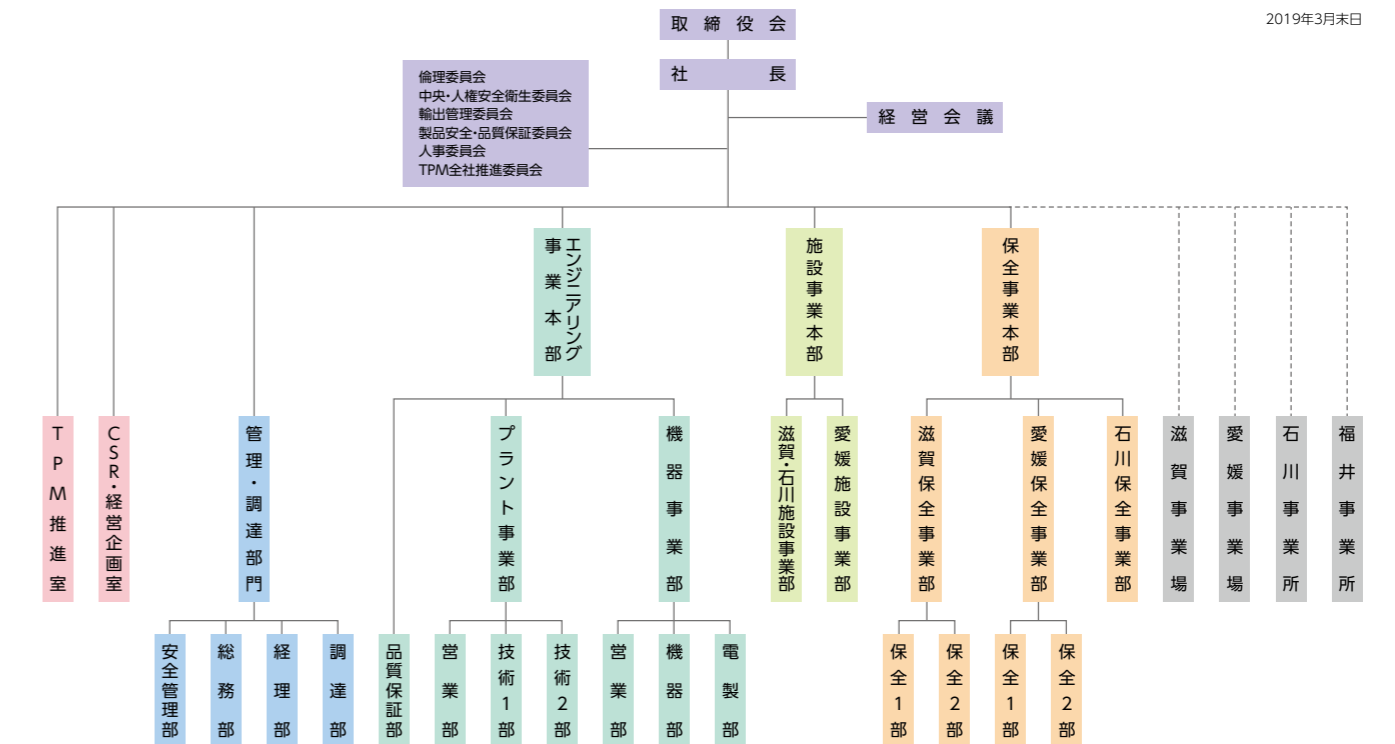 2019年3月末日
取締役会
社長
倫理委員会
中央・人権安全衛生委員会
輸出管理委員会
製品安全・品質保証委員会
人事委員会
TPM全社推進委員会
経営会議
エンジニアリング
事業本部
施設事業本部
保全事業本部
TPM推進室
CSR・経営企画室
管理・調達部門
プラント事業部
機器事業部
滋賀・石川施設事業部
愛媛施設事業部
滋賀保全事業部
愛媛保全事業部
石川保全事業部
滋賀事業場
愛媛事業場
石川事業所
福井事業所
安全管理部
総務部
経理部
調達部
品質保証部
営業部
技術1部
技術2部
営業部
機器部
電製部
保全1部
保全2部
保全1部
保全2部